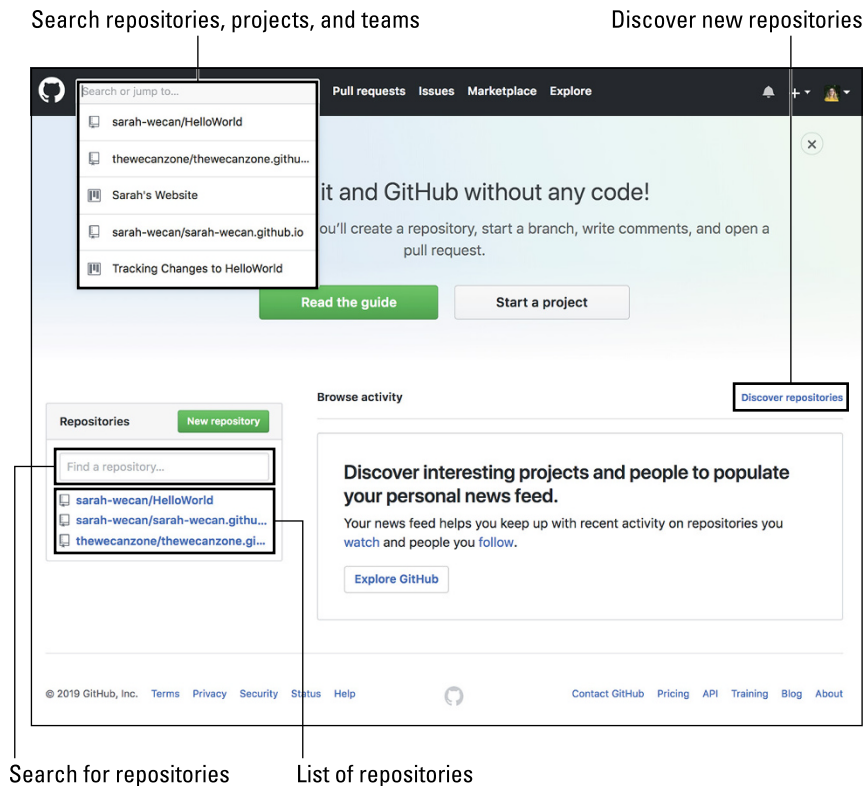 Search repositories, projects, and teams
Discover new repositories
Search or jump to...
Pull requests Issues Marketplace Explore
sarah-wecan/HelloWorld
thewecanzone/thewecanzone.githu...
Sarah's Website
sarah-wecan/sarah-wecan.github.io
Tracking Changes to HelloWorld
it and GitHub without any code!
ou'll create a repository, start a branch, write comments, and open a
pull request.
Read the guide
Start a project
Browse activity
Discover repositories
Repositories
New repository
Find a repository...
sarah-wecan/HelloWorld
sarah-wecan/sarah-wecan.githu...
thewecanzone/thewecanzone.gi...
Discover interesting projects and people to populate
your personal news feed.
Your news feed helps you keep up with recent activity on repositories you
watch and people you follow.
Explore GitHub
© 2019 GitHub, Inc. Terms Privacy Security Status Help
Contact GitHub Pricing API Training Blog About
Search for repositories
List of repositories